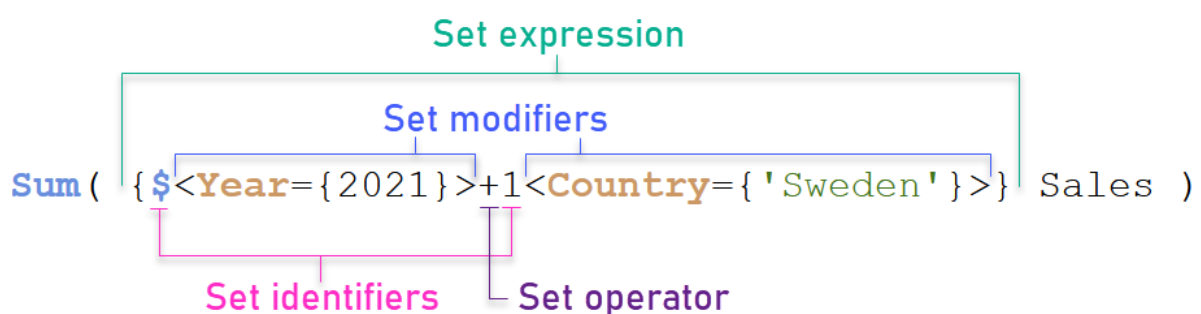 Set expression
Set modifiers
Sum( {$<Year={2021}>+1<Country={'Sweden'}>} Sales )
Set identifiers
Set operator